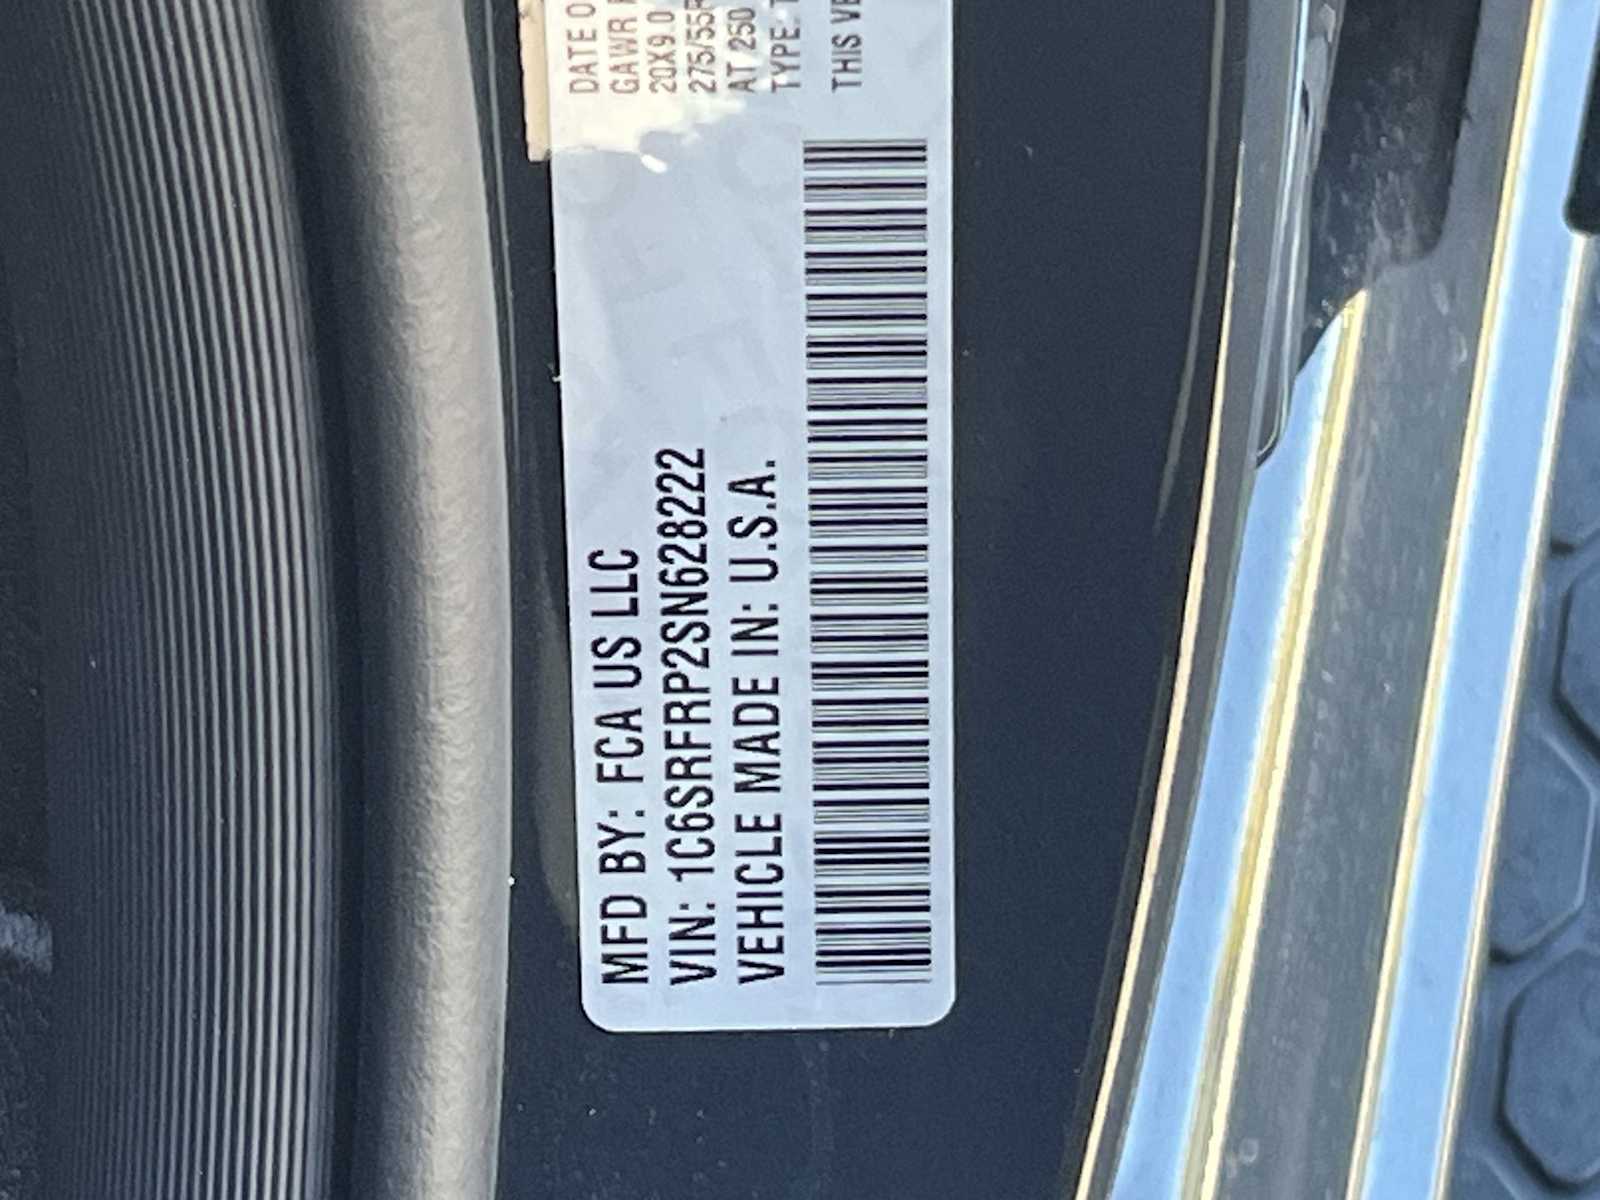 MFD BY: FCA US LLC
VIN: 1C6SRFRP2SN628222
VEHICLE MADE IN: U.S.A.
DATE O
GAWR
20X9.0
275/55R
AT 250
TYPE:
THIS VE